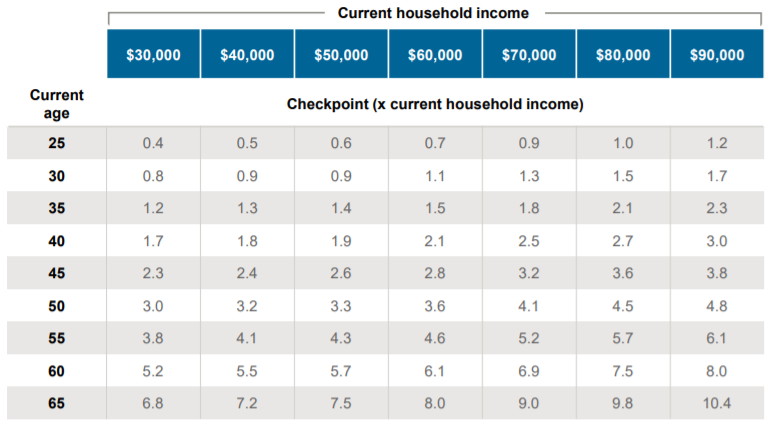 Current household income
$30,000 $40,000 $50,000 $60,000 $70,000 $80,000 $90,000
Current
age
Checkpoint (x current household income)
25 0.4 0.5 0.6 0.7 0.9 1.0 1.2
30 0.8 0.9 0.9 1.1 1.3 1.5 1.7
35 1.2 1.3 1.4 1.5 1.8 2.1 2.3
40 1.7 1.8 1.9 2.1 2.5 2.7 3.0
45 2.3 2.4 2.6 2.8 3.2 3.6 3.8
50 3.0 3.2 3.3 3.6 4.1 4.5 4.8
55 3.8 4.1 4.3 4.6 5.2 5.7 6.1
60 5.2 5.5 5.7 6.1 6.9 7.5 8.0
65 6.8 7.2 7.5 8.0 9.0 9.8 10.4